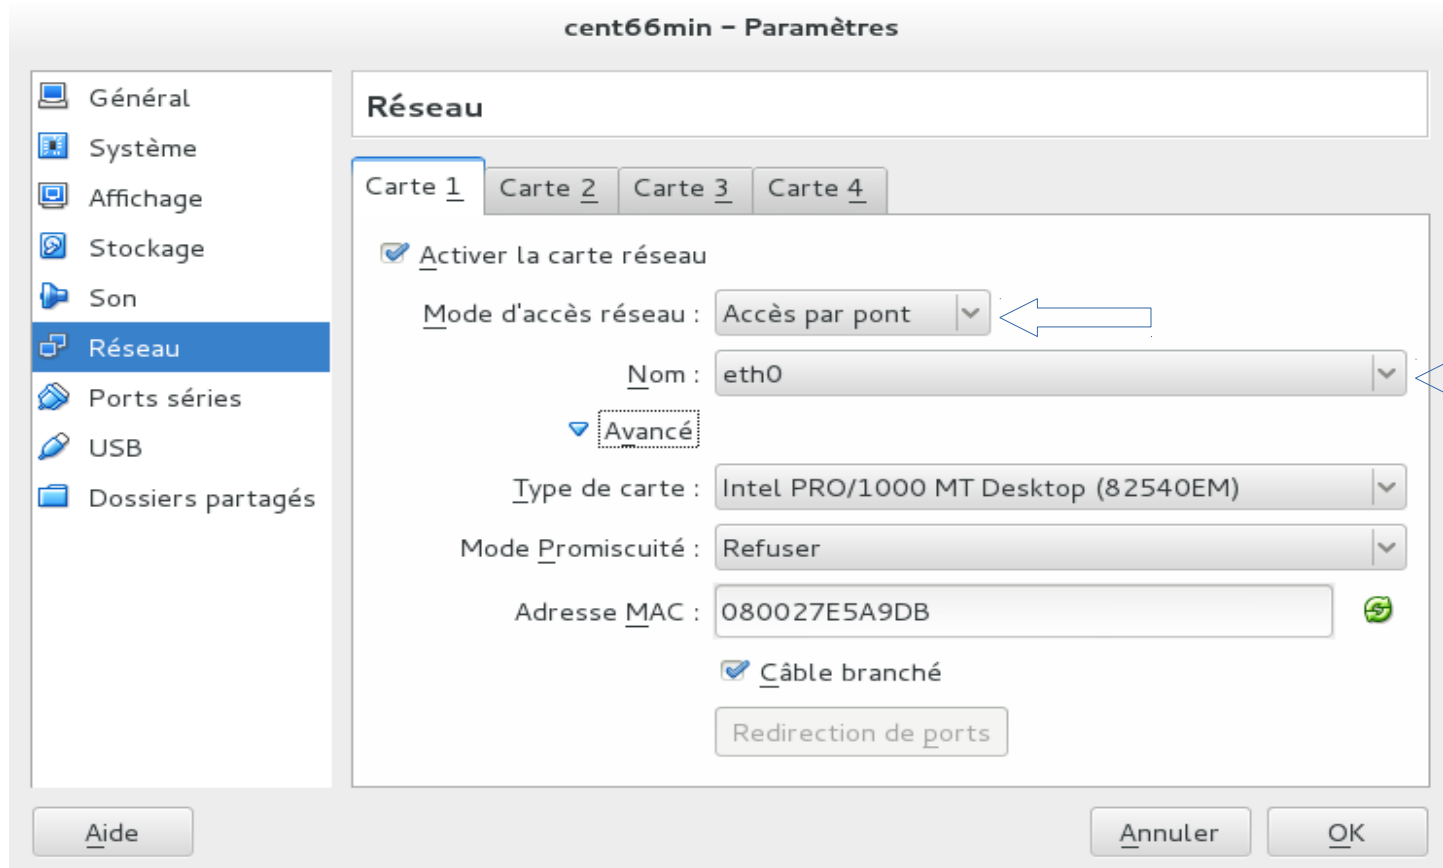 cent66min – Paramètres
Général
Système
Affichage
Stockage
Son
Réseau
Ports séries
USB
Dossiers partagés
Réseau
Carte 1 Carte 2 Carte 3 Carte 4
Activer la carte réseau
Mode d'accès réseau : Accès par pont
Nom : eth0
Avancé
Type de carte : Intel PRO/1000 MT Desktop (82540EM)
Mode Promiscuité : Refuser
Adresse MAC : 080027E5A9DB
Câble branché
Redirection de ports
Aide Annuler OK